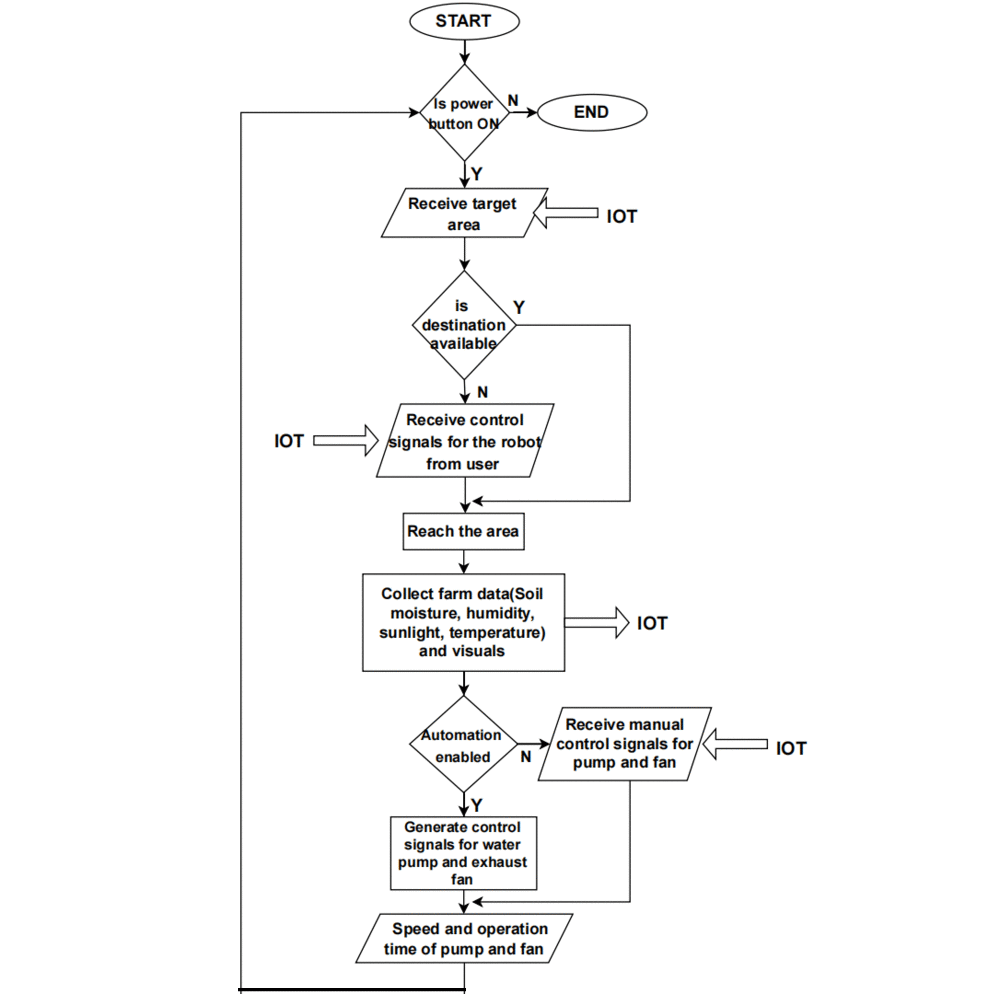 START
Is power
button ON
N
END
Y
Receive target
area
IOT
is
destination
available
Y
N
Receive control
signals for the robot
from user
IOT
Reach the area
Collect farm data(Soil
moisture, humidity,
sunlight, temperature)
and visuals
IOT
Automation
enabled
N
Receive manual
control signals for
pump and fan
IOT
Y
Generate control
signals for water
pump and exhaust
fan
Speed and operation
time of pump and fan